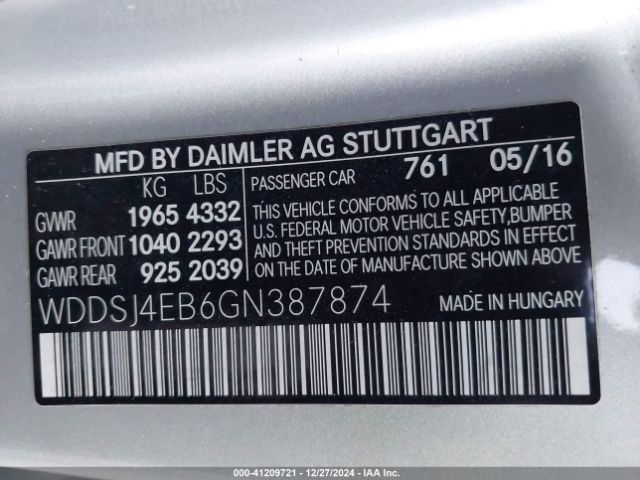 MFD BY DAIMLER AG STUTTGART
KG LBS
GVWR 1965 4332
GAWR FRONT 1040 2293
GAWR REAR 925 2039
PASSENGER CAR 761 05/16
THIS VEHICLE CONFORMS TO ALL APPLICABLE
U.S. FEDERAL MOTOR VEHICLE SAFETY,BUMPER
AND THEFT PREVENTION STANDARDS IN EFFECT
ON THE DATE OF MANUFACTURE SHOWN ABOVE
WDDSJ4EB6GN387874 MADE IN HUNGARY
000-41209721 - 12/27/2024 - IAA Inc.